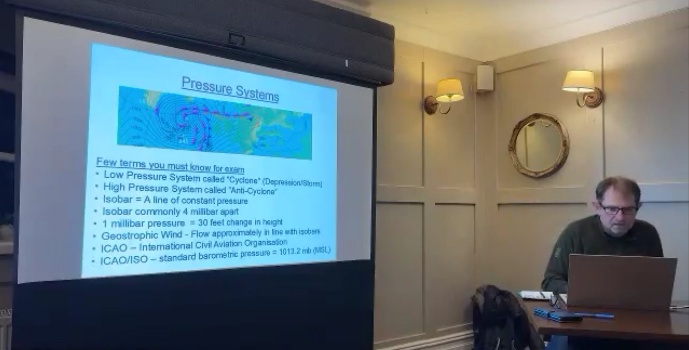 Pressure Systems
Few terms you must know for exam
• Low Pressure System called "Cyclone" (Depression/Storm)
• High Pressure System called "Anti-Cyclone"
• Isobar = A line of constant pressure
• Isobar commonly 4 millibar apart
• 1 millibar pressure = 30 feet change in height
• Geostrophic Wind - Flow approximately in line with isobars
• ICAO – International Civil Aviation Organisation
• ICAO/ISO – standard barometric pressure = 1013.2 mb (MSL)